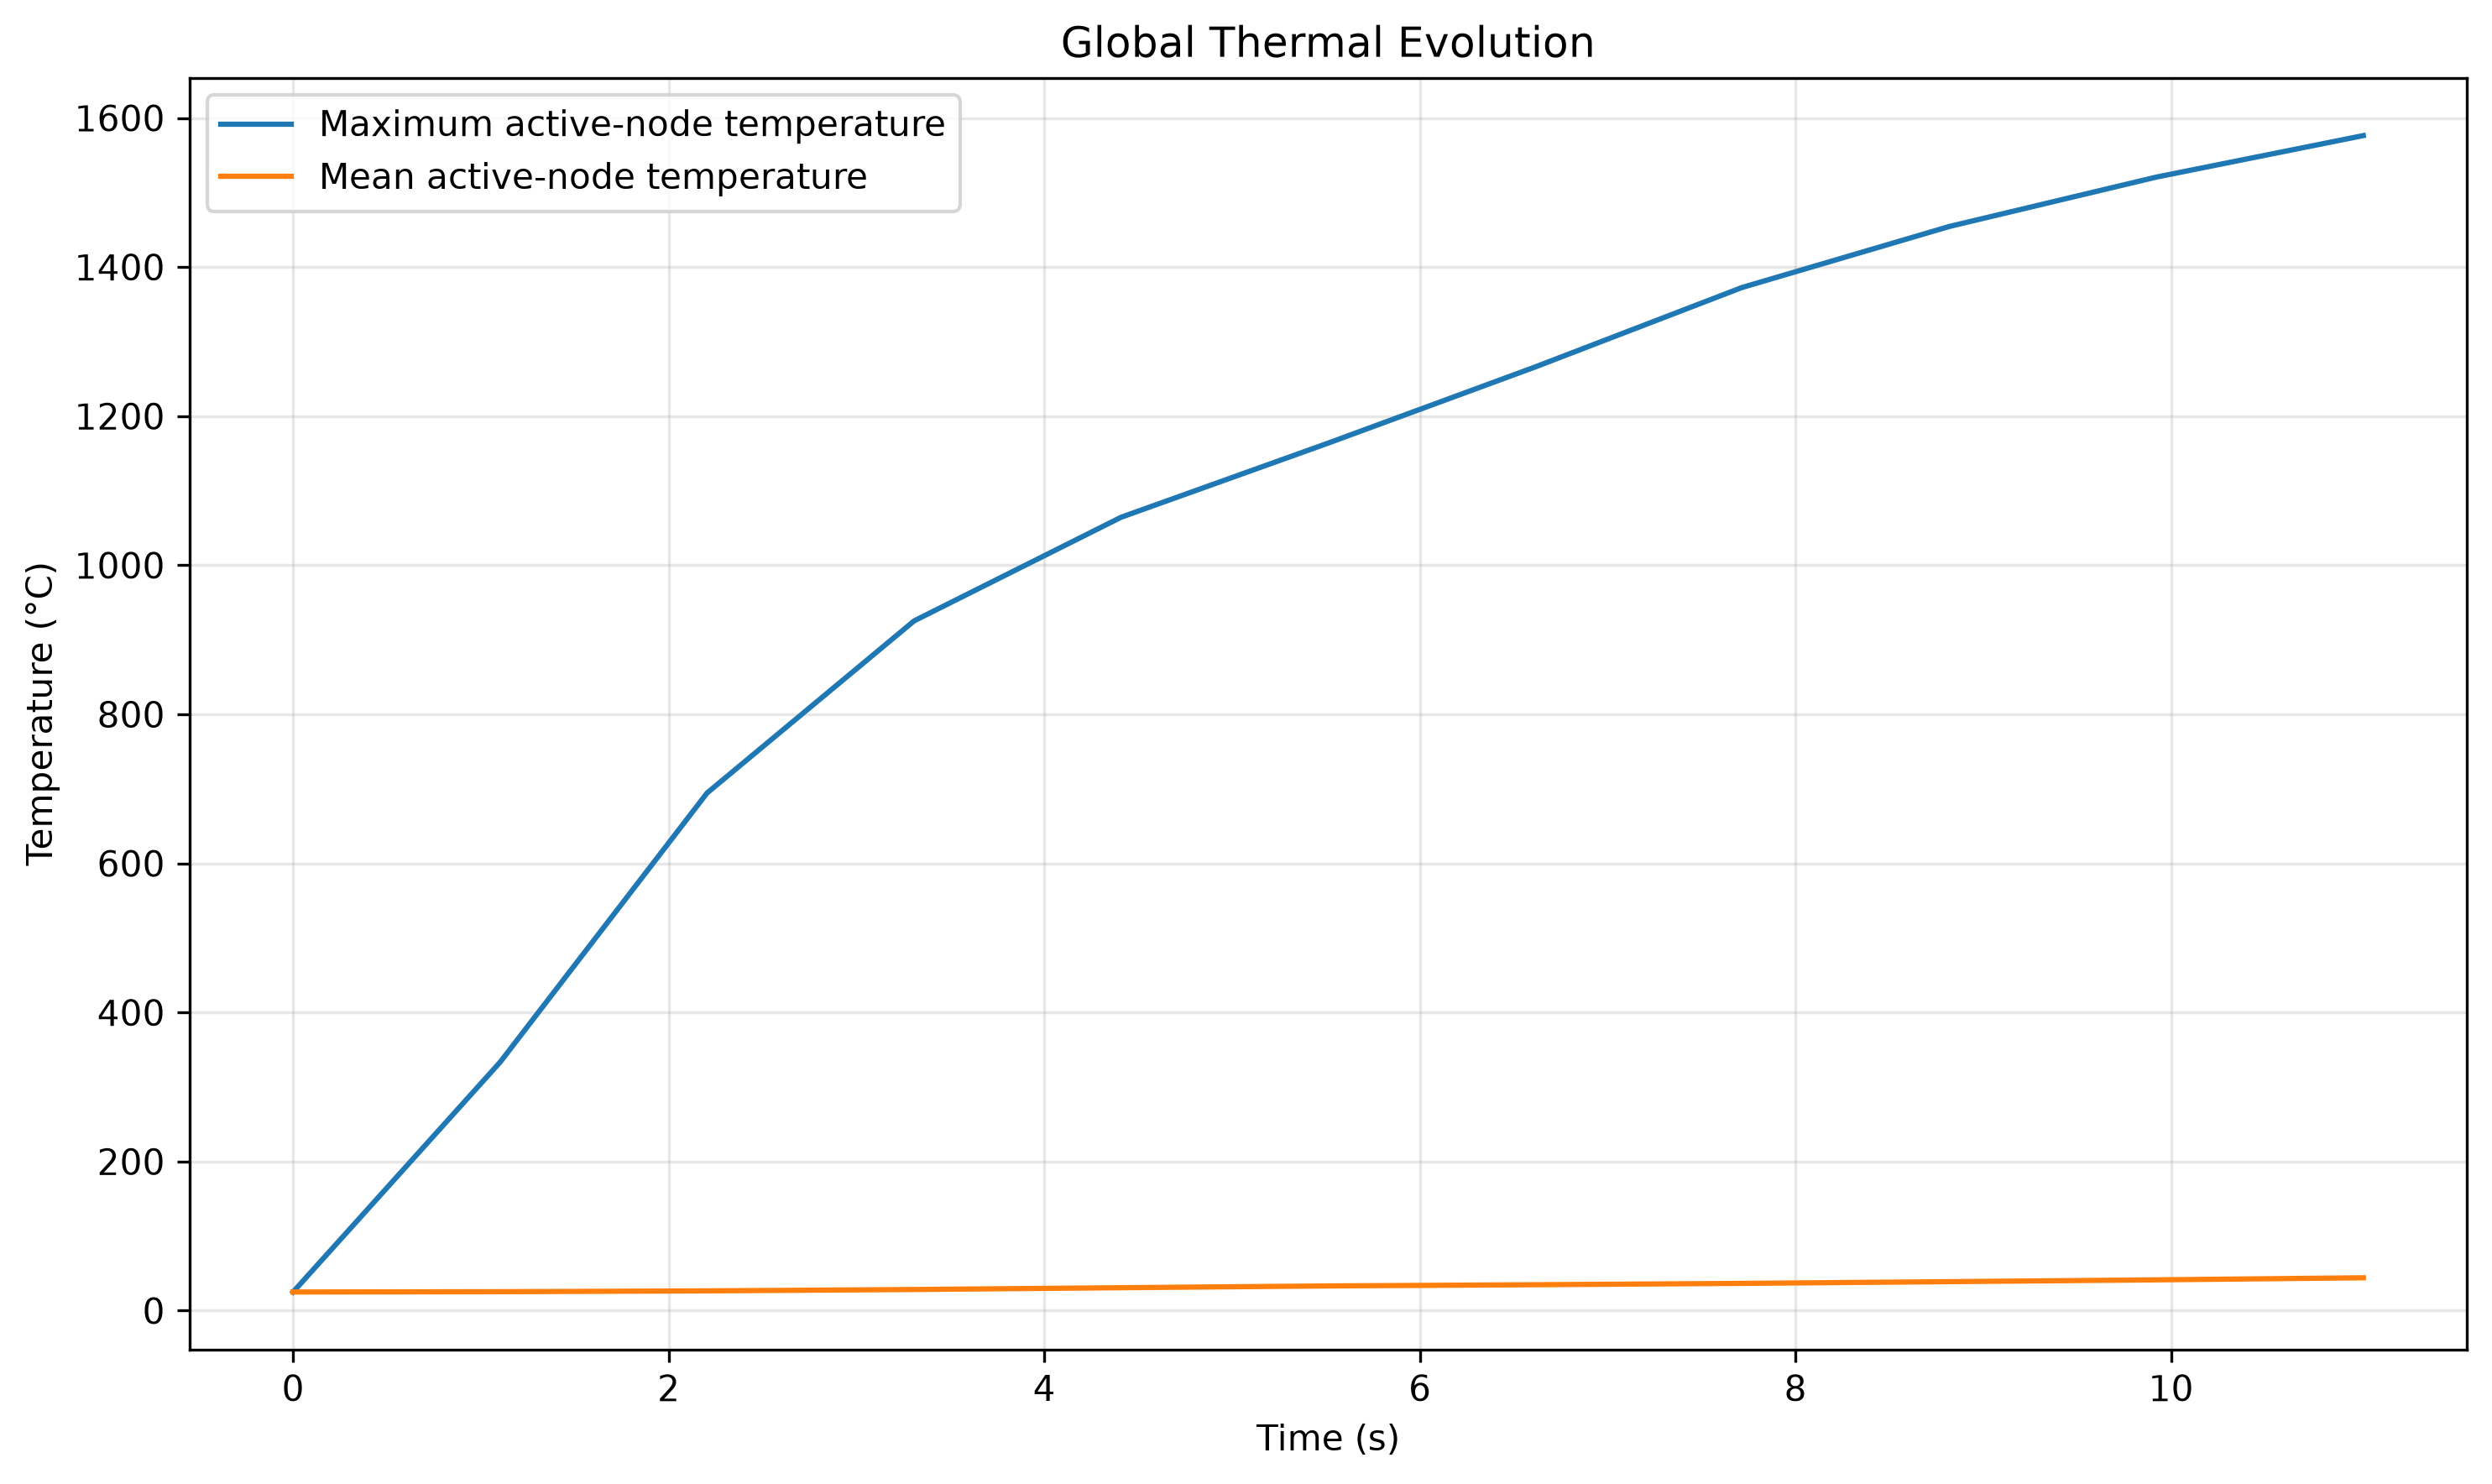 Global Thermal Evolution
Maximum active-node temperature
Mean active-node temperature
Temperature (°C)
1600
1400
1200
1000
800
600
400
200
0
0 2 4 6 8 10
Time (s)